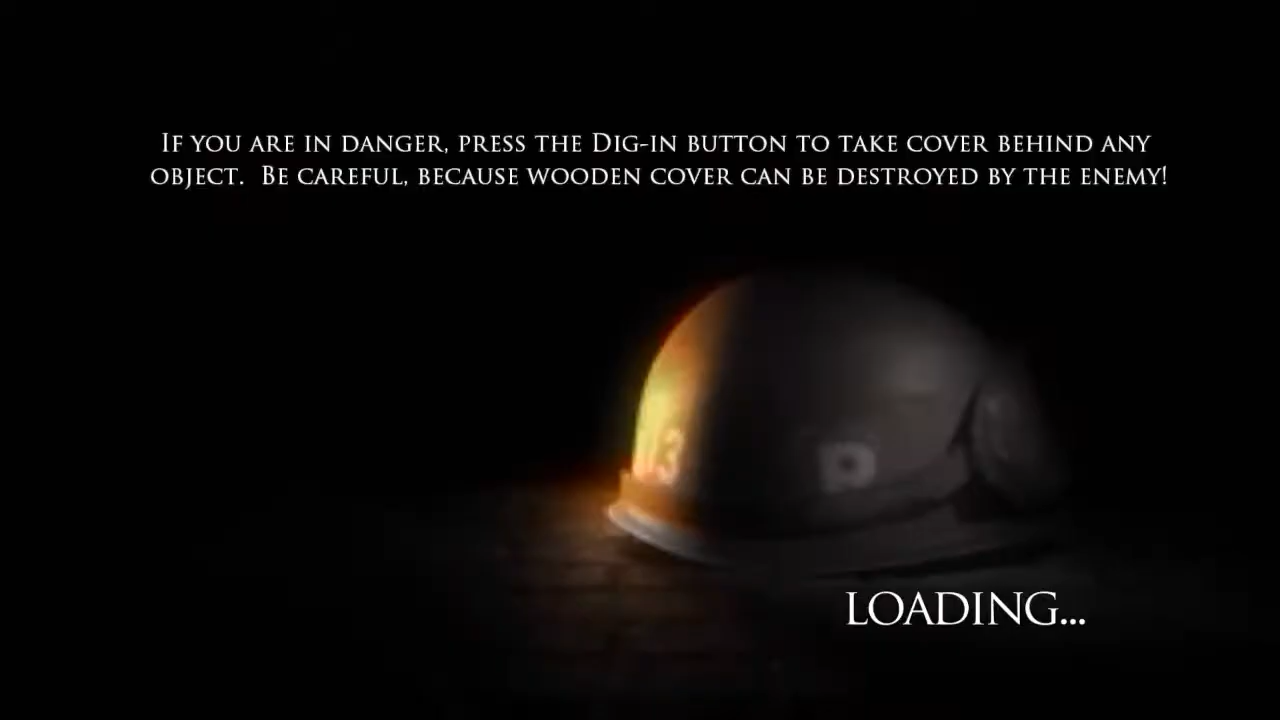 If you are in danger, press the Dig-in button to take cover behind any
object.  Be careful, because wooden cover can be destroyed by the enemy!
3
LOADING...